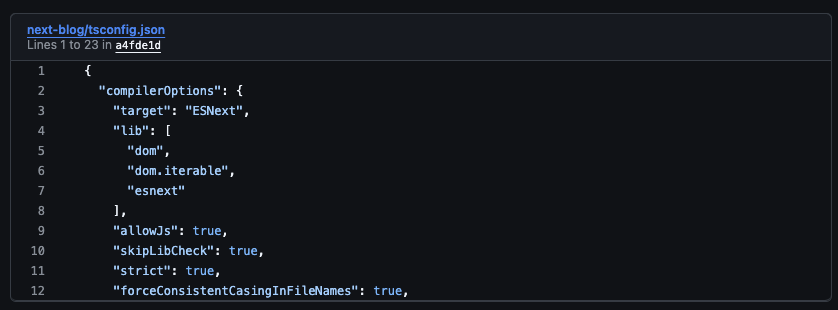 next-blog/tsconfig.json
Lines 1 to 23 in a4fde1d
1 {
2 "compilerOptions": {
3 "target": "ESNext",
4 "lib": [
5 "dom",
6 "dom.iterable",
7 "esnext"
8 ],
9 "allowJs": true,
10 "skipLibCheck": true,
11 "strict": true,
12 "forceConsistentCasingInFileNames": true,